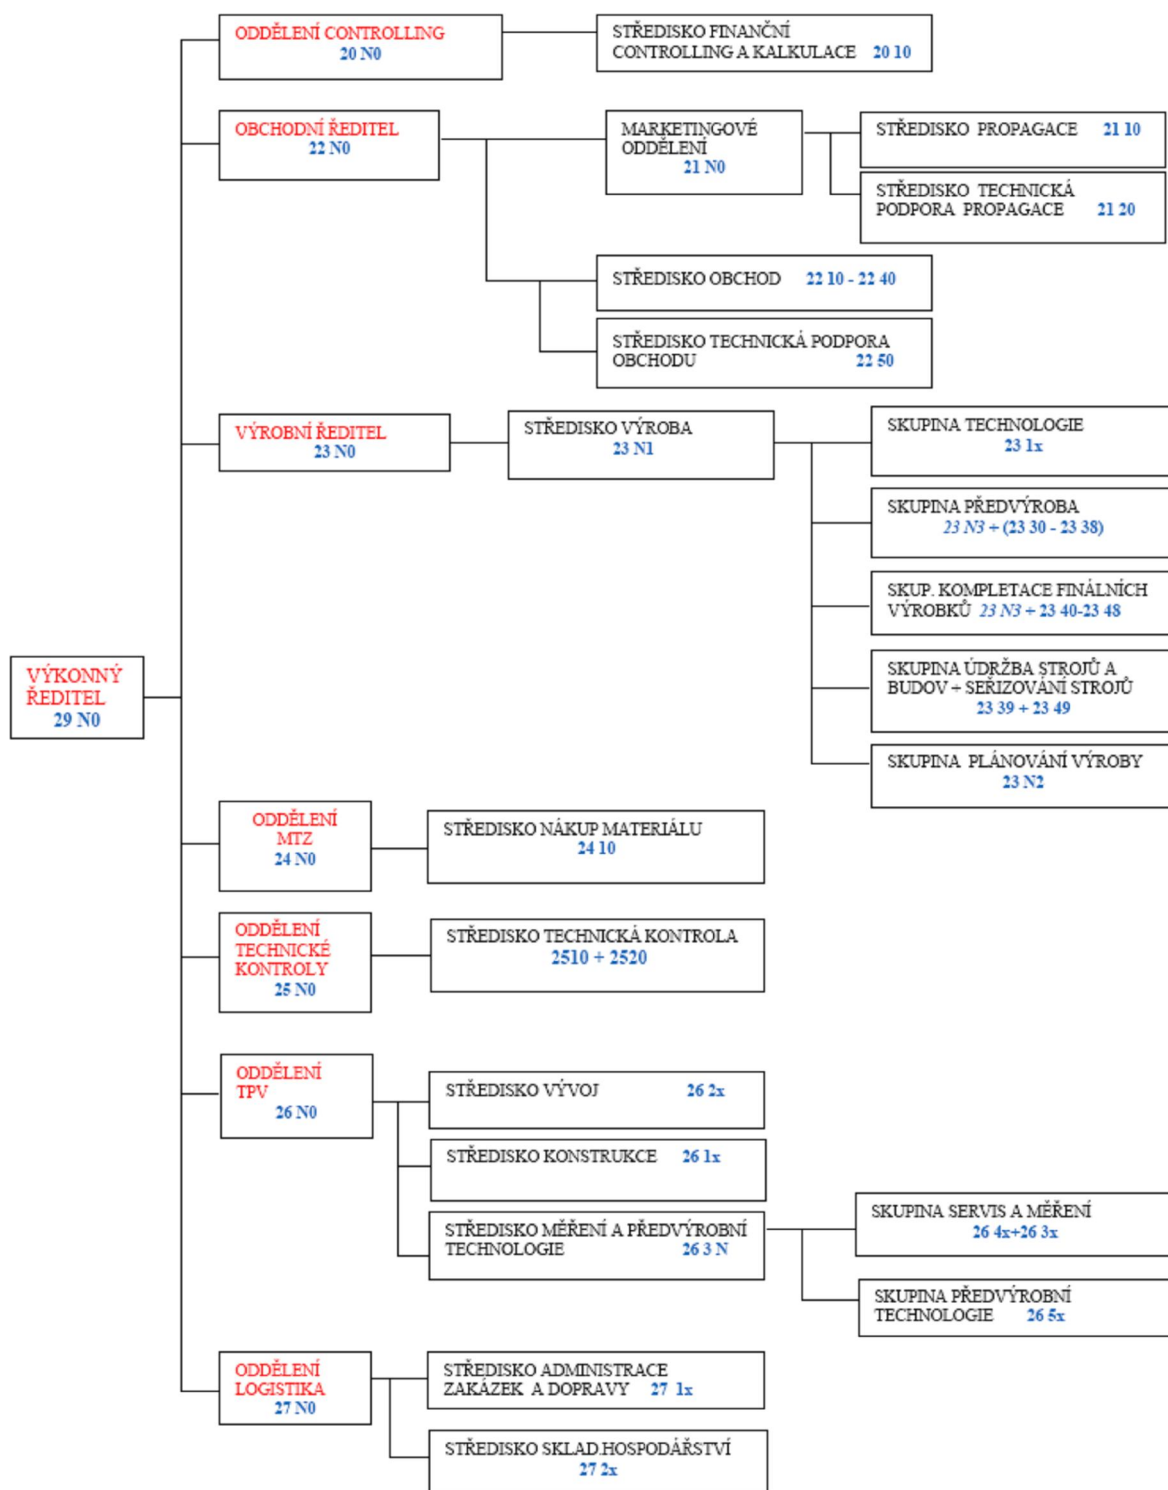 ODDĚLENÍ CONTROLLING
20 N0
STŘEDISKO FINANČNÍ
CONTROLLING A KALKULACE 20 10
OBCHODNÍ ŘEDITEL
22 N0
MARKETINGOVÉ
ODDĚLENÍ
21 N0
STŘEDISKO PROPAGACE 21 10
STŘEDISKO TECHNICKÁ
PODPORA PROPAGACE 21 20
STŘEDISKO OBCHOD 22 10 - 22 40
STŘEDISKO TECHNICKÁ PODPORA
OBCHODU 22 50
VÝROBNÍ ŘEDITEL
23 N0
STŘEDISKO VÝROBA
23 N1
SKUPINA TECHNOLOGIE
23 1x
SKUPINA PŘEDVÝROBA
23 N3 + (23 30 - 23 38)
SKUP. KOMPLETACE FINÁLNÍCH
VÝROBKŮ 23 N3 + 23 40-23 48
SKUPINA ÚDRŽBA STROJŮ A
BUDOV + SEŘIZOVÁNÍ STROJŮ
23 39 + 23 49
SKUPINA PLÁNOVÁNÍ VÝROBY
23 N2
VÝKONNÝ
ŘEDITEL
29 N0
ODDĚLENÍ
MTZ
24 N0
STŘEDISKO NÁKUP MATERIÁLU
24 10
ODDĚLENÍ
TECHNICKÉ
KONTROLY
25 N0
STŘEDISKO TECHNICKÁ KONTROLA
2510 + 2520
ODDĚLENÍ
TPV
26 N0
STŘEDISKO VÝVOJ 26 2x
STŘEDISKO KONSTRUKCE 26 1x
STŘEDISKO MĚŘENÍ A PŘEDVÝROBNÍ
TECHNOLOGIE 26 3 N
SKUPINA SERVIS A MĚŘENÍ
26 4x+26 3x
SKUPINA PŘEDVÝROBNÍ
TECHNOLOGIE 26 5x
ODDĚLENÍ
LOGISTIKA
27 N0
STŘEDISKO ADMINISTRACE
ZAKÁZEK A DOPRAVY 27 1x
STŘEDISKO SKLAD.HOSPODÁŘSTVÍ
27 2x